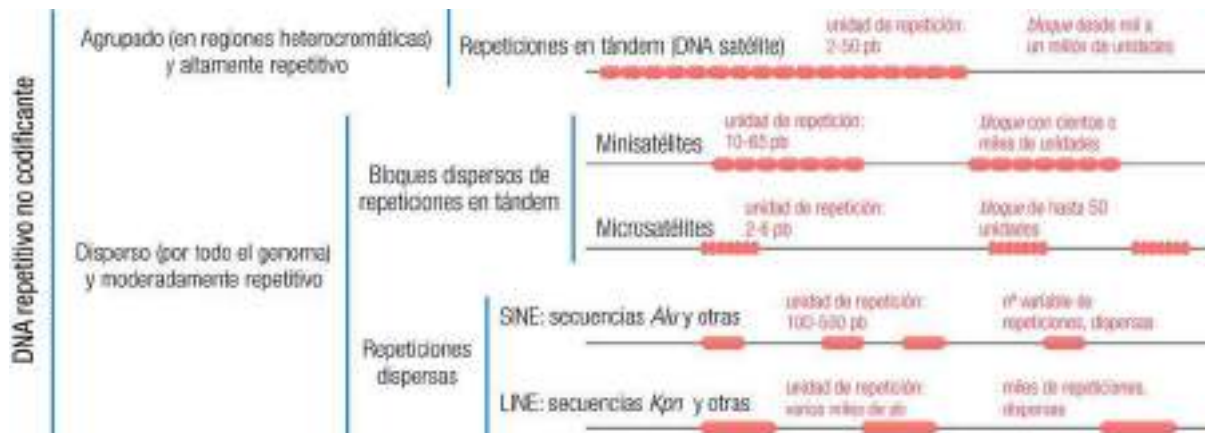 DNA repetitivo no codificante
Agrupado (en regiones heterocromáticas)
y altamente repetitivo
Repeticiones en tándem (DNA satélite)
unidad de repetición:
2-50 pb
bloque desde mil a
un millón de unidades
Disperso (por todo el genoma)
y moderadamente repetitivo
Bloques dispersos de
repeticiones en tándem
Minisatélites
unidad de repetición:
10-65 pb
bloque con cientos o
miles de unidades
Microsatélites
unidad de repetición:
2-6 pb
bloque de hasta 50
unidades
Repeticiones
dispersas
SINE: secuencias Alu y otras
unidad de repetición:
100-500 pb
nº variable de
repeticiones, dispersas
LINE: secuencias Kpn y otras
unidad de repetición:
varios miles de pb
miles de repeticiones,
dispersas